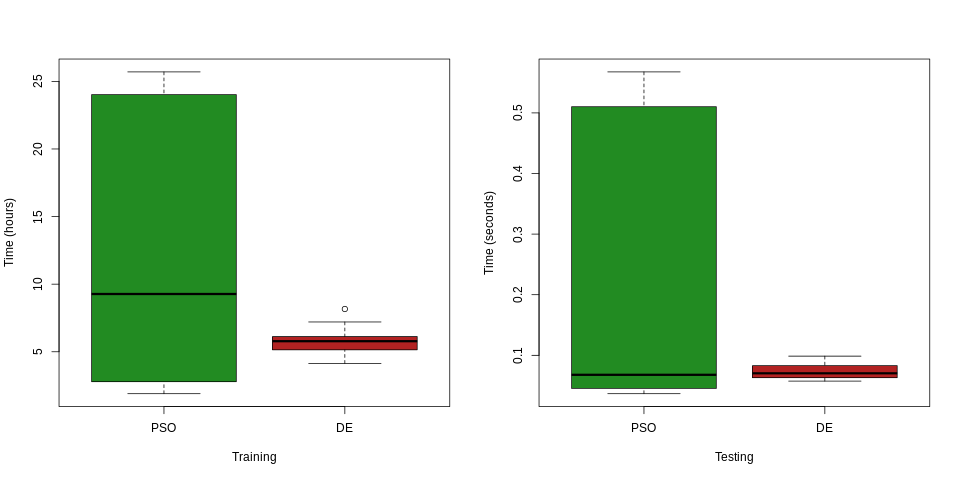 Time (hours)
25
20
15
10
5
PSO
DE
Training
Time (seconds)
0.5
0.4
0.3
0.2
0.1
PSO
DE
Testing